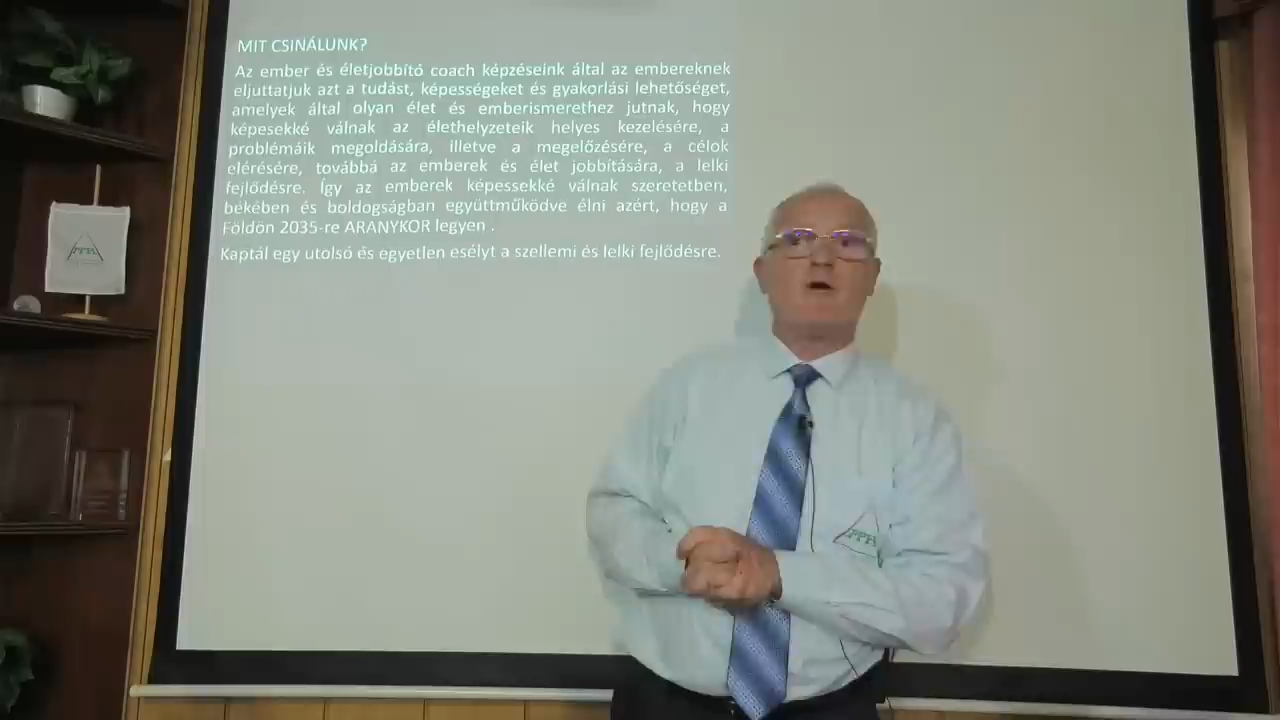 MIT CSINÁLUNK?
Az ember és életjobbító coach képzéseink által az embereknek
eljuttatjuk azt a tudást, képességeket és gyakorlási lehetőséget,
amelyek által olyan élet és emberismerethez jutnak, hogy
képesekké válnak az élethelyzeteik helyes kezelésére, a
problémáik megoldására, illetve a megelőzésére, a célok
elérésére, továbbá az emberek és élet jobbítására, a lelki
fejlődésre. Így az emberek képessekké válnak szeretetben,
békében és boldogságban együttműködve élni azért, hogy a
Földön 2035-re ARANYKOR legyen .
Kaptál egy utolsó és egyetlen esélyt a szellemi és lelki fejlődésre.
PPH